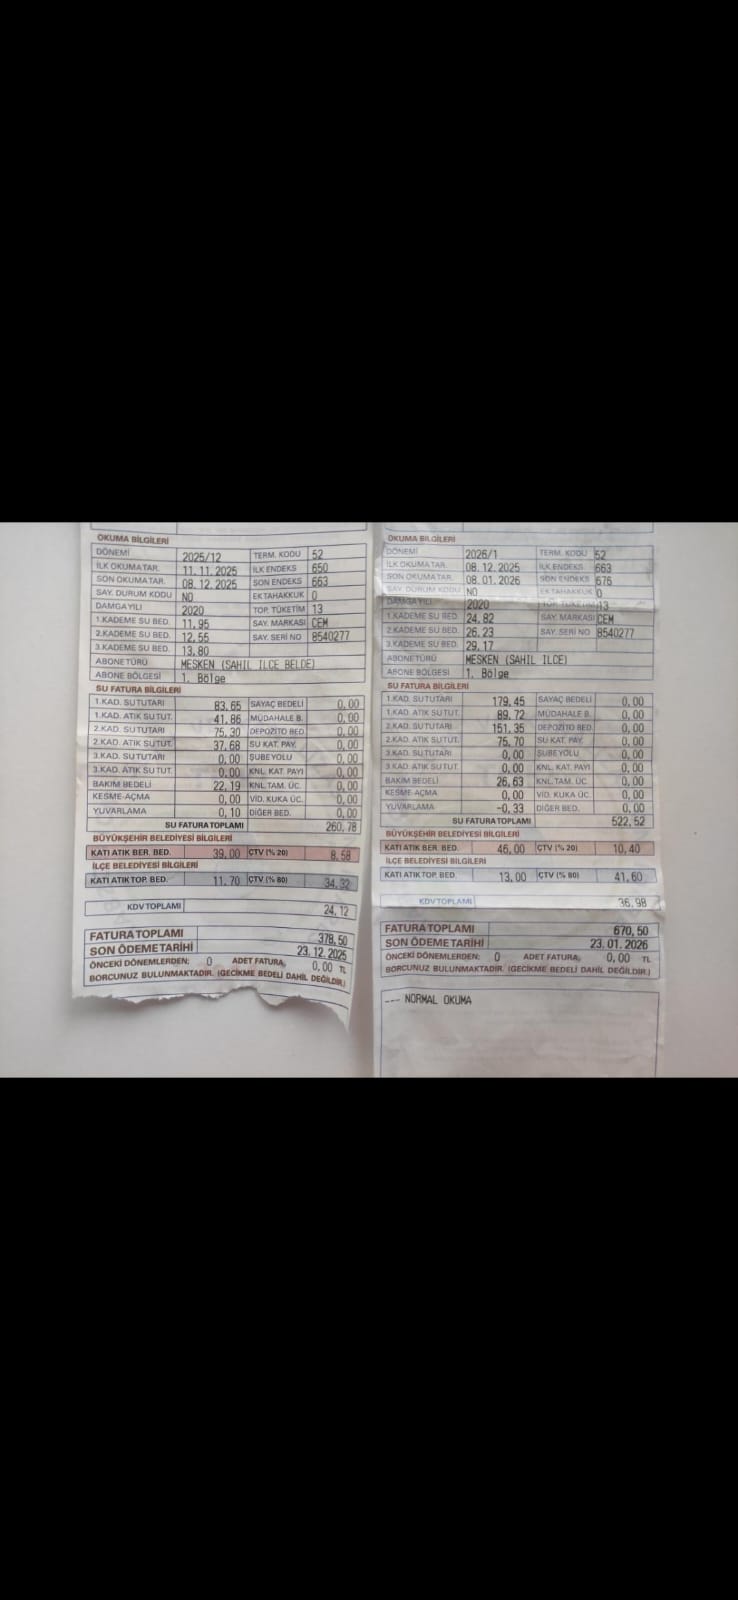 OKUMA BİLGİLERİ
DÖNEMİ 2025/12 TERM. KODU 52
İLK OKUMA TAR. 11.11.2025 İLK ENDEKS 650
SON OKUMA TAR. 08.12.2025 SON ENDEKS 663
SAY. DURUM KODU NO EK TAHAKKUK 0
DAMGA YILI 2020 TOP. TÜKETİM 13
1.KADEME SU BED. 11,95 SAY. MARKASI CEM
2.KADEME SU BED. 12,55 SAY. SERİ NO 8540277
3.KADEME SU BED. 13,80
ABONE TÜRÜ MESKEN (SAHIL ILCE BELDE)
ABONE BÖLGESİ 1. Bölge
SU FATURA BİLGİLERİ
1.KAD. SU TUTARI 83,65 SAYAÇ BEDELİ 0,00
1.KAD. ATIK SU TUT. 41,86 MÜDAHALE B. 0,00
2.KAD. SU TUTARI 75,30 DEPOZİTO BED. 0,00
2.KAD. ATIK SU TUT. 37,68 SU KAT. PAY. 0,00
3.KAD. SU TUTARI 0,00 ŞUBE YOLU 0,00
3.KAD. ATIK SU TUT. 0,00 KNL. KAT. PAYI 0,00
BAKIM BEDELİ 22,19 KNL. TAM. ÜC. 0,00
KESME-AÇMA 0,00 VİD. KUKA ÜC. 0,00
YUVARLAMA 0,10 DİĞER BED. 0,00
SU FATURA TOPLAMI 260,78
BÜYÜKŞEHİR BELEDİYESİ BİLGİLERİ
KATI ATIK BER. BED. 39,00 ÇTV (% 20) 8,58
İLÇE BELEDİYESİ BİLGİLERİ
KATI ATIK TOP. BED. 11,70 ÇTV (% 80) 34,32
KDV TOPLAMI 24,12
FATURA TOPLAMI 378,50
SON ÖDEME TARİHİ 23.12.2025
ÖNCEKİ DÖNEMLERDEN; 0 ADET FATURA, 0,00 TL
BORCUNUZ BULUNMAKTADIR. (GECİKME BEDELİ DAHİL DEĞİLDİR.)
OKUMA BİLGİLERİ
DÖNEMİ 2026/1 TERM. KODU 52
İLK OKUMA TAR. 08.12.2025 İLK ENDEKS 663
SON OKUMA TAR. 08.01.2026 SON ENDEKS 676
SAY. DURUM KODU NO EK TAHAKKUK 0
DAMGA YILI 2020 TOP. TÜKETİM 13
1.KADEME SU BED. 24,82 SAY. MARKASI CEM
2.KADEME SU BED. 26,23 SAY. SERİ NO 8540277
3.KADEME SU BED. 29,17
ABONE TÜRÜ MESKEN (SAHIL ILCE)
ABONE BÖLGESİ 1. Bölge
SU FATURA BİLGİLERİ
1.KAD. SU TUTARI 179,45 SAYAÇ BEDELİ 0,00
1.KAD. ATIK SU TUT. 89,72 MÜDAHALE B. 0,00
2.KAD. SU TUTARI 151,35 DEPOZİTO BED. 0,00
2.KAD. ATIK SU TUT. 75,70 SU KAT. PAY. 0,00
3.KAD. SU TUTARI 0,00 ŞUBE YOLU 0,00
3.KAD. ATIK SU TUT. 0,00 KNL. KAT. PAYI 0,00
BAKIM BEDELİ 26,63 KNL. TAM. ÜC. 0,00
KESME-AÇMA 0,00 VİD. KUKA ÜC. 0,00
YUVARLAMA -0,33 DİĞER BED. 0,00
SU FATURA TOPLAMI 522,52
BÜYÜKŞEHİR BELEDİYESİ BİLGİLERİ
KATI ATIK BER. BED. 46,00 ÇTV (% 20) 10,40
İLÇE BELEDİYESİ BİLGİLERİ
KATI ATIK TOP. BED. 13,00 ÇTV (% 80) 41,60
KDV TOPLAMI 36,98
FATURA TOPLAMI 670,50
SON ÖDEME TARİHİ 23.01.2026
ÖNCEKİ DÖNEMLERDEN; 0 ADET FATURA, 0,00 TL
BORCUNUZ BULUNMAKTADIR. (GECİKME BEDELİ DAHİL DEĞİLDİR.)
--- NORMAL OKUMA